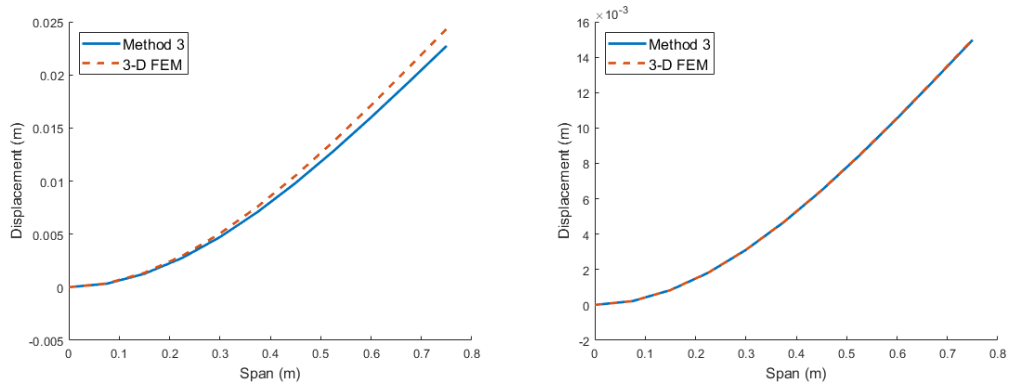 0.025
0.02
0.015
0.01
0.005
0
-0.005
Displacement (m)
Method 3
3-D FEM
0 0.1 0.2 0.3 0.4 0.5 0.6 0.7 0.8
Span (m)
×10⁻³
16
14
12
10
8
6
4
2
0
-2
Displacement (m)
Method 3
3-D FEM
0 0.1 0.2 0.3 0.4 0.5 0.6 0.7 0.8
Span (m)